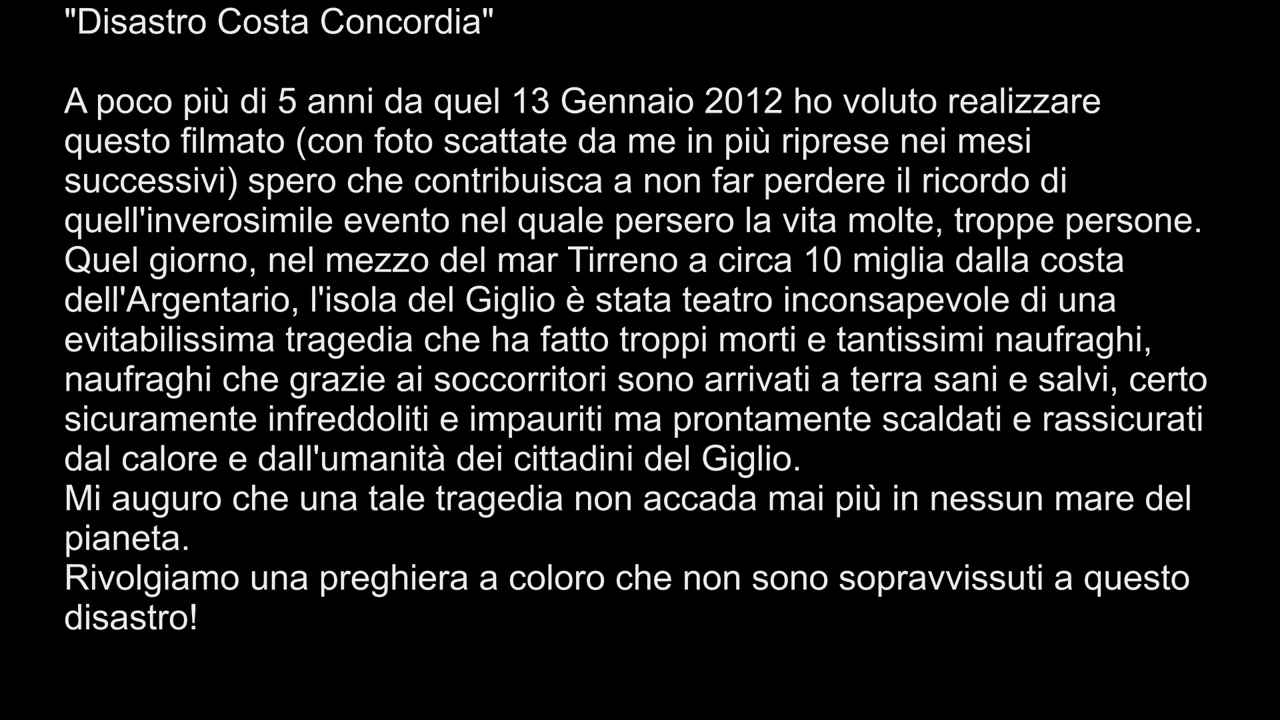 "Disastro Costa Concordia"
A poco più di 5 anni da quel 13 Gennaio 2012 ho voluto realizzare
questo filmato (con foto scattate da me in più riprese nei mesi
successivi) spero che contribuisca a non far perdere il ricordo di
quell'inverosimile evento nel quale persero la vita molte, troppe persone.
Quel giorno, nel mezzo del mar Tirreno a circa 10 miglia dalla costa
dell'Argentario, l'isola del Giglio è stata teatro inconsapevole di una
evitabilissima tragedia che ha fatto troppi morti e tantissimi naufraghi,
naufraghi che grazie ai soccorritori sono arrivati a terra sani e salvi, certo
sicuramente infreddoliti e impauriti ma prontamente scaldati e rassicurati
dal calore e dall'umanità dei cittadini del Giglio.
Mi auguro che una tale tragedia non accada mai più in nessun mare del
pianeta.
Rivolgiamo una preghiera a coloro che non sono sopravvissuti a questo
disastro!